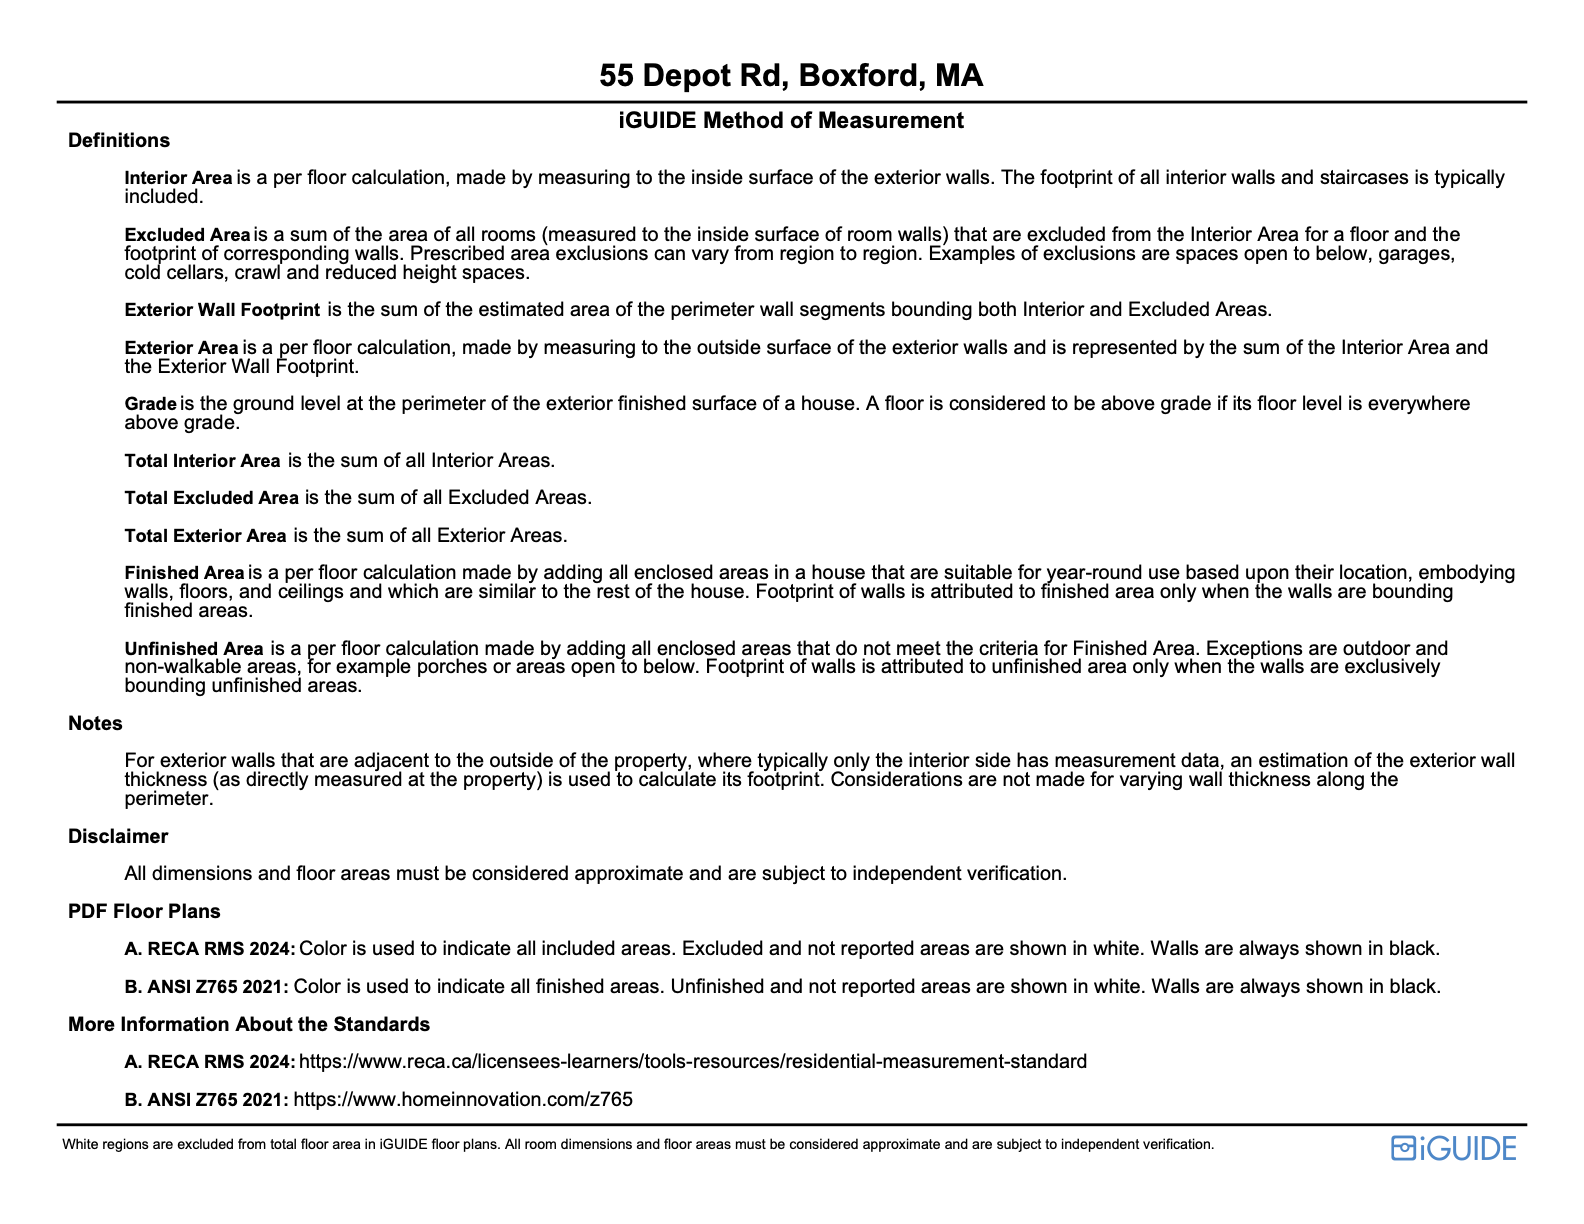 55 Depot Rd, Boxford, MA
iGUIDE Method of Measurement
Definitions
Interior Area is a per floor calculation, made by measuring to the inside surface of the exterior walls. The footprint of all interior walls and staircases is typically
included.
Excluded Area is a sum of the area of all rooms (measured to the inside surface of room walls) that are excluded from the Interior Area for a floor and the
footprint of corresponding walls. Prescribed area exclusions can vary from region to region. Examples of exclusions are spaces open to below, garages,
cold cellars, crawl and reduced height spaces.
Exterior Wall Footprint is the sum of the estimated area of the perimeter wall segments bounding both Interior and Excluded Areas.
Exterior Area is a per floor calculation, made by measuring to the outside surface of the exterior walls and is represented by the sum of the Interior Area and
the Exterior Wall Footprint.
Grade is the ground level at the perimeter of the exterior finished surface of a house. A floor is considered to be above grade if its floor level is everywhere
above grade.
Total Interior Area is the sum of all Interior Areas.
Total Excluded Area is the sum of all Excluded Areas.
Total Exterior Area is the sum of all Exterior Areas.
Finished Area is a per floor calculation made by adding all enclosed areas in a house that are suitable for year-round use based upon their location, embodying
walls, floors, and ceilings and which are similar to the rest of the house. Footprint of walls is attributed to finished area only when the walls are bounding
finished areas.
Unfinished Area is a per floor calculation made by adding all enclosed areas that do not meet the criteria for Finished Area. Exceptions are outdoor and
non-walkable areas, for example porches or areas open to below. Footprint of walls is attributed to unfinished area only when the walls are exclusively
bounding unfinished areas.
Notes
For exterior walls that are adjacent to the outside of the property, where typically only the interior side has measurement data, an estimation of the exterior wall
thickness (as directly measured at the property) is used to calculate its footprint. Considerations are not made for varying wall thickness along the
perimeter.
Disclaimer
All dimensions and floor areas must be considered approximate and are subject to independent verification.
PDF Floor Plans
A. RECA RMS 2024: Color is used to indicate all included areas. Excluded and not reported areas are shown in white. Walls are always shown in black.
B. ANSI Z765 2021: Color is used to indicate all finished areas. Unfinished and not reported areas are shown in white. Walls are always shown in black.
More Information About the Standards
A. RECA RMS 2024: https://www.reca.ca/licensees-learners/tools-resources/residential-measurement-standard
B. ANSI Z765 2021: https://www.homeinnovation.com/z765
White regions are excluded from total floor area in iGUIDE floor plans. All room dimensions and floor areas must be considered approximate and are subject to independent verification.
iGUIDE